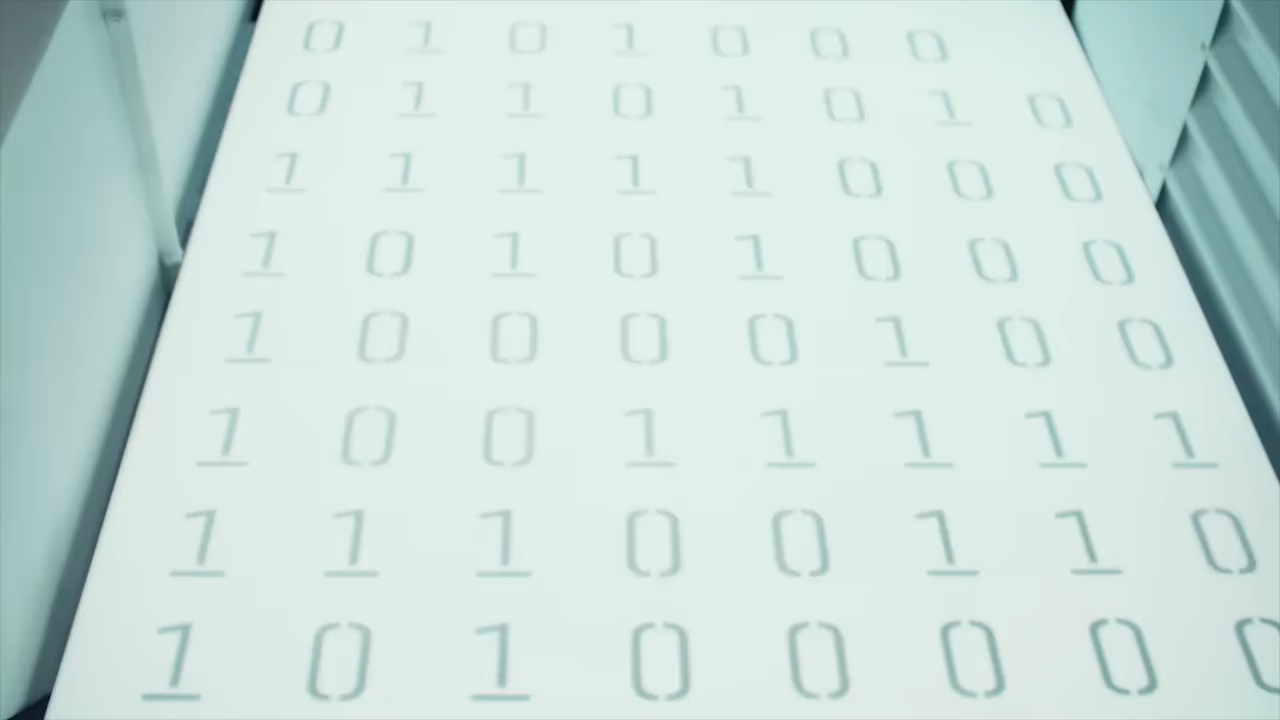 0 1 0 1 0 0 0
0 1 1 0 1 0 1 0
1 1 1 1 1 0 0 0
1 0 1 0 1 0 0 0
1 0 0 0 0 1 0 0
1 0 0 1 1 1 1 1
1 1 1 0 0 1 1 0
1 0 1 0 0 0 0 0